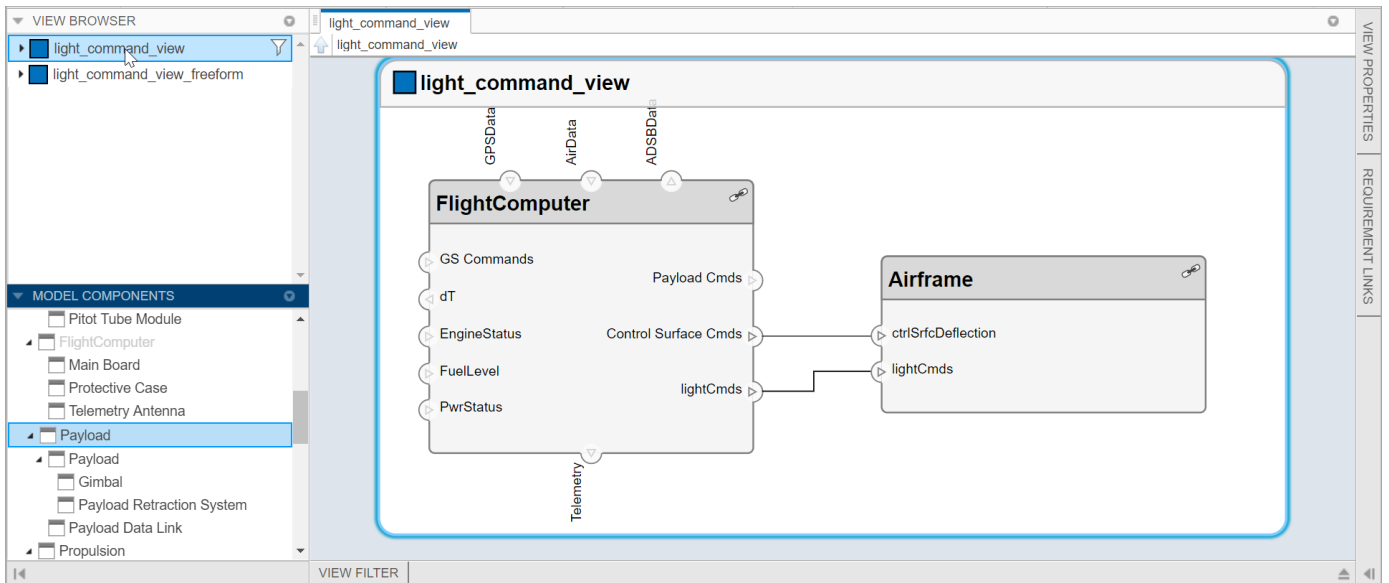 VIEW BROWSER
light_command_view
light_command_view_freeform
MODEL COMPONENTS
Pitot Tube Module
FlightComputer
Main Board
Protective Case
Telemetry Antenna
Payload
Payload
Gimbal
Payload Retraction System
Payload Data Link
Propulsion
light_command_view
light_command_view
light_command_view
GPSData
AirData
ADSBData
FlightComputer
GS Commands
dT
EngineStatus
FuelLevel
PwrStatus
Payload Cmds
Control Surface Cmds
lightCmds
Telemetry
Airframe
ctrlSrfcDeflection
lightCmds
VIEW FILTER
VIEW PROPERTIES
REQUIREMENT LINKS